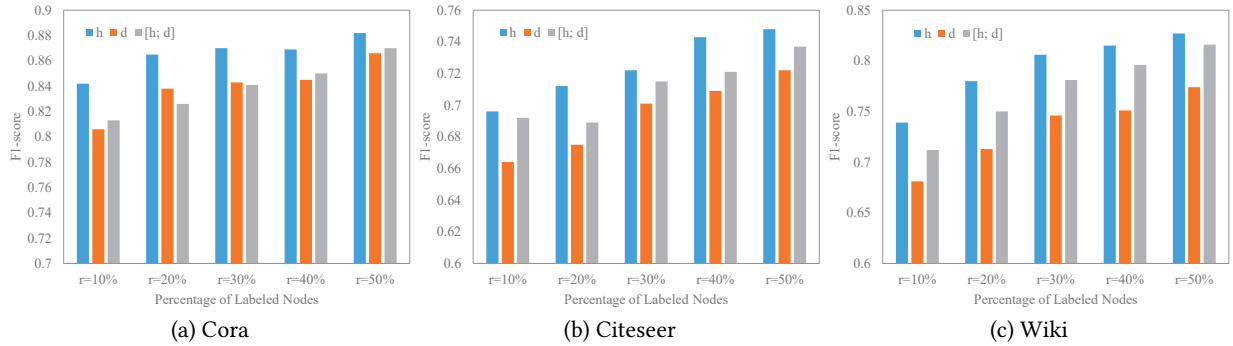 0.9
0.88
0.86
0.84
0.82
0.8
0.78
0.76
0.74
0.72
0.7
F1-score
h d [h; d]
r=10% r=20% r=30% r=40% r=50%
Percentage of Labeled Nodes
(a) Cora
0.76
0.74
0.72
0.7
0.68
0.66
0.64
0.62
0.6
F1-score
h d [h; d]
r=10% r=20% r=30% r=40% r=50%
Percentage of Labeled Nodes
(b) Citeseer
0.85
0.8
0.75
0.7
0.65
0.6
F1-score
h d [h; d]
r=10% r=20% r=30% r=40% r=50%
Percentage of Labeled Nodes
(c) Wiki